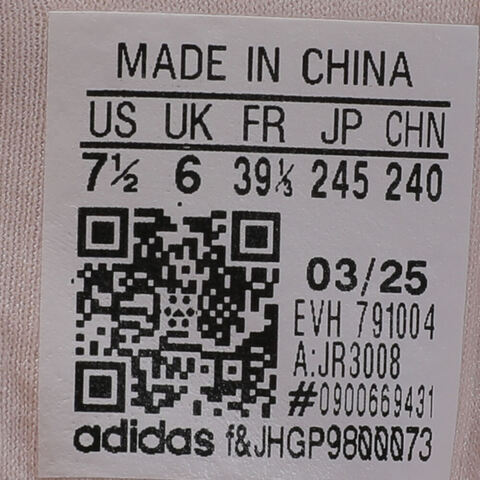 MADE IN CHINA
US UK FR JP CHN
7½ 6 39⅓ 245 240
03/25
EVH 791004
A:JR3008
#0900669431
adidas f&JHGP9800073